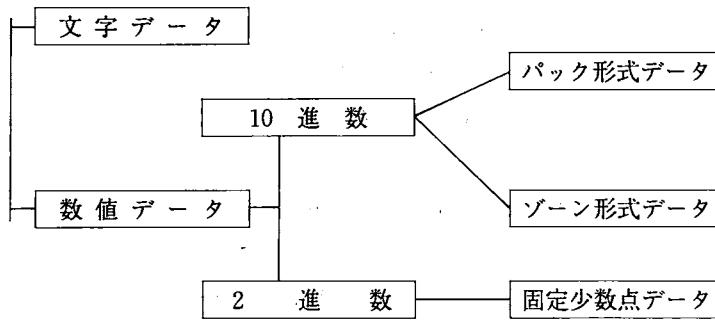 文字データ
パック形式データ
10進数
数値データ
ゾーン形式データ
2進数
固定少数点データ